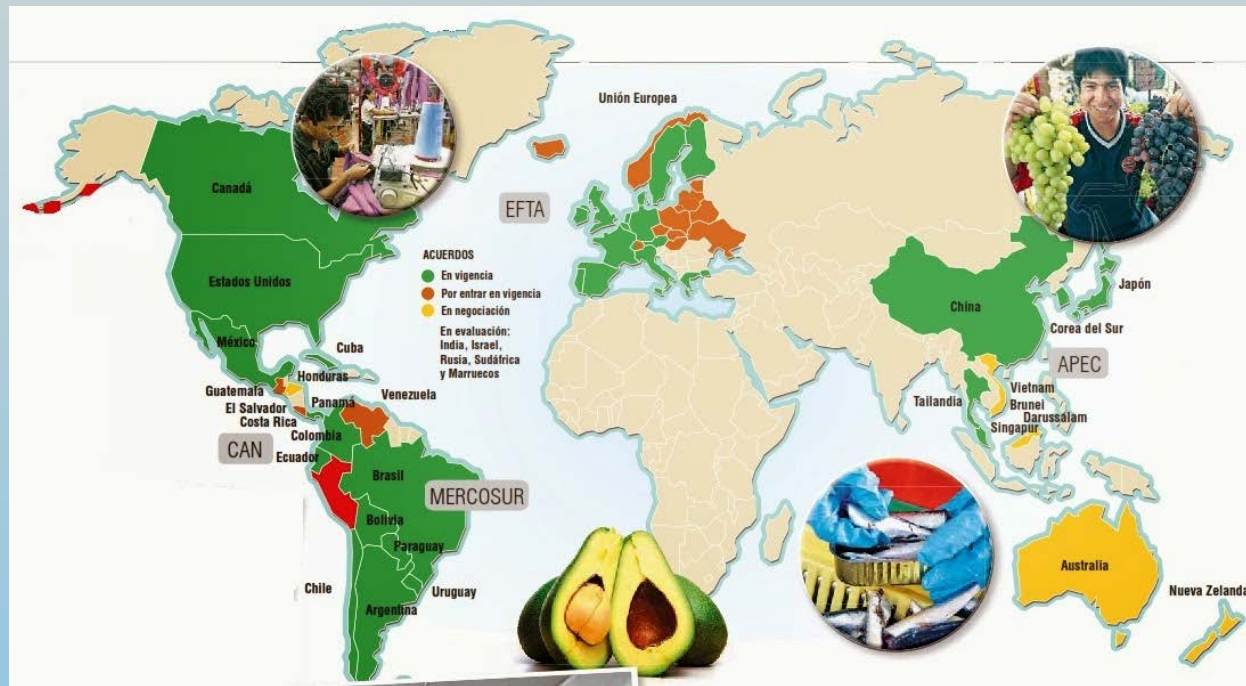 Unión Europea
Canadá
EFTA
ACUERDOS
En vigencia
Por entrar en vigencia
En negociación
En evaluación:
India, Israel,
Rusia, Sudáfrica
y Marruecos
Estados Unidos
China
Japón
Corea del Sur
México
Cuba
APEC
Honduras
Guatemala
Venezuela
El Salvador
Panamá
Costa Rica
Vietnam
Tailandia
Brunei
Darussálam
Singapur
Colombia
CAN
Ecuador
Brasil
MERCOSUR
Bolivia
Paraguay
Chile
Uruguay
Argentina
Australia
Nueva Zelanda